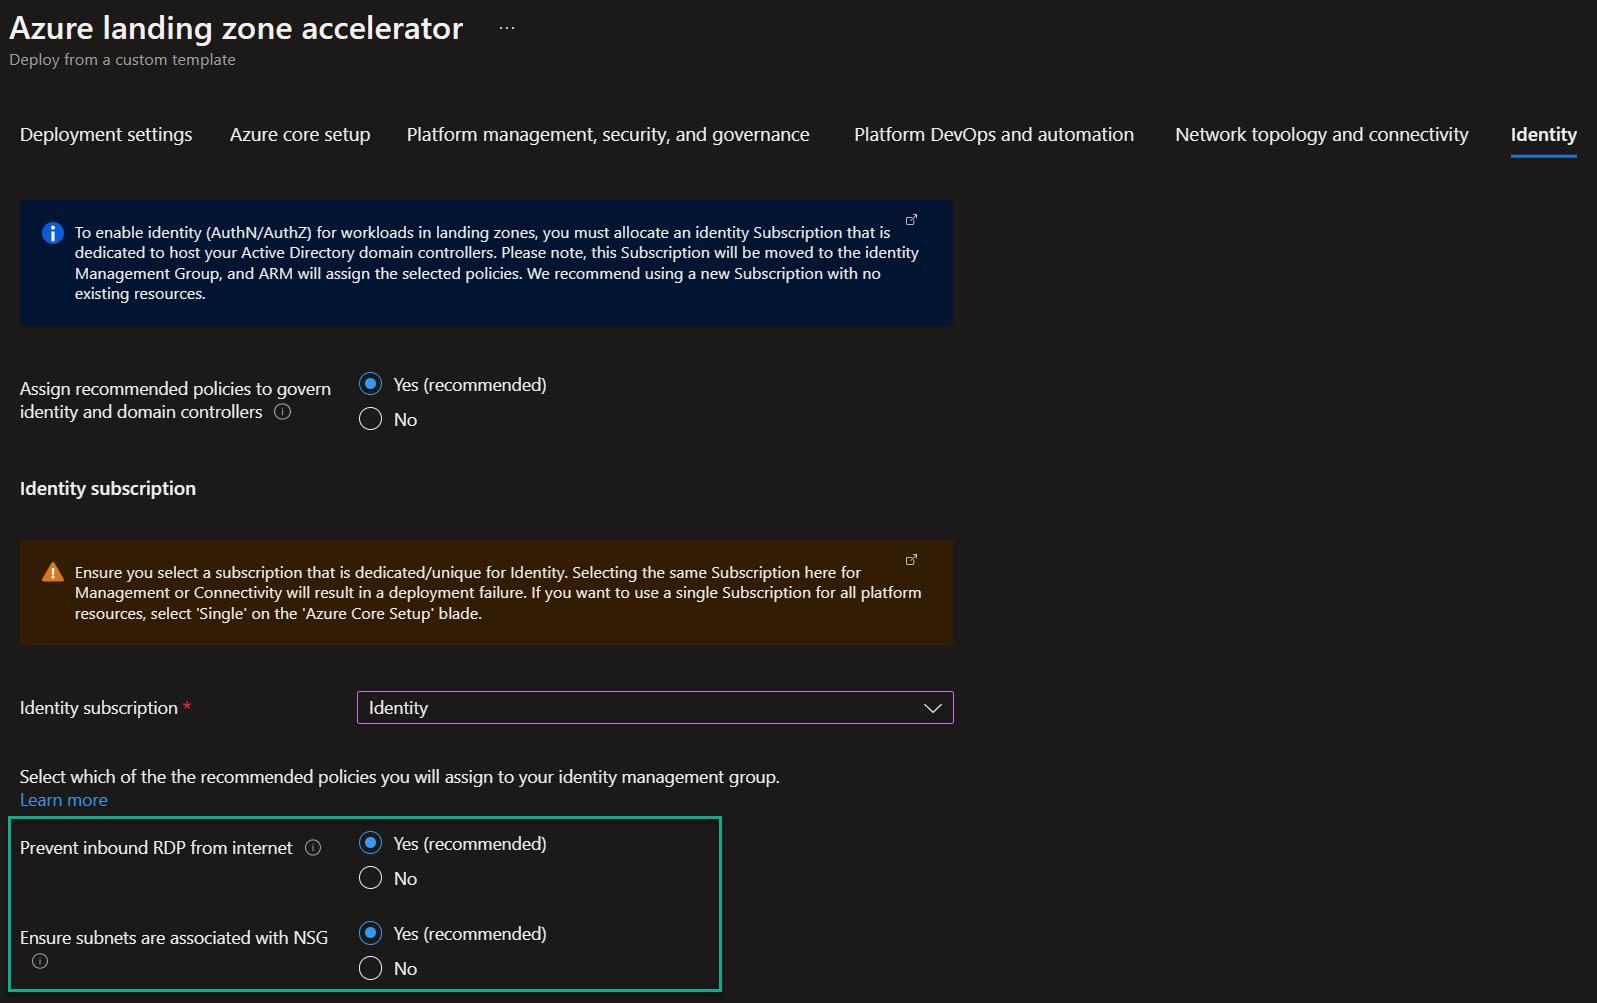 Azure landing zone accelerator ...
Deploy from a custom template
Deployment settings Azure core setup Platform management, security, and governance Platform DevOps and automation Network topology and connectivity Identity
To enable identity (AuthN/AuthZ) for workloads in landing zones, you must allocate an identity Subscription that is
dedicated to host your Active Directory domain controllers. Please note, this Subscription will be moved to the identity
Management Group, and ARM will assign the selected policies. We recommend using a new Subscription with no
existing resources.
Assign recommended policies to govern
identity and domain controllers
Yes (recommended)
No
Identity subscription
Ensure you select a subscription that is dedicated/unique for Identity. Selecting the same Subscription here for
Management or Connectivity will result in a deployment failure. If you want to use a single Subscription for all platform
resources, select 'Single' on the 'Azure Core Setup' blade.
Identity subscription * Identity
Select which of the the recommended policies you will assign to your identity management group.
Learn more
Prevent inbound RDP from internet
Yes (recommended)
No
Ensure subnets are associated with NSG
Yes (recommended)
No